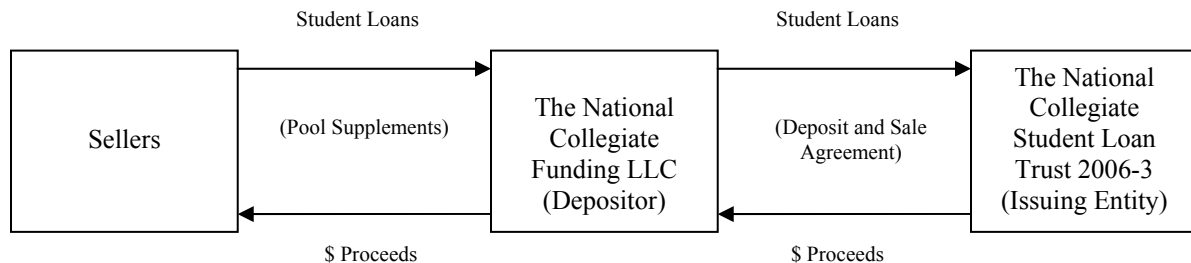 Student Loans
Student Loans
Sellers
(Pool Supplements)
The National
Collegiate
Funding LLC
(Depositor)
(Deposit and Sale
Agreement)
The National
Collegiate
Student Loan
Trust 2006-3
(Issuing Entity)
$ Proceeds
$ Proceeds